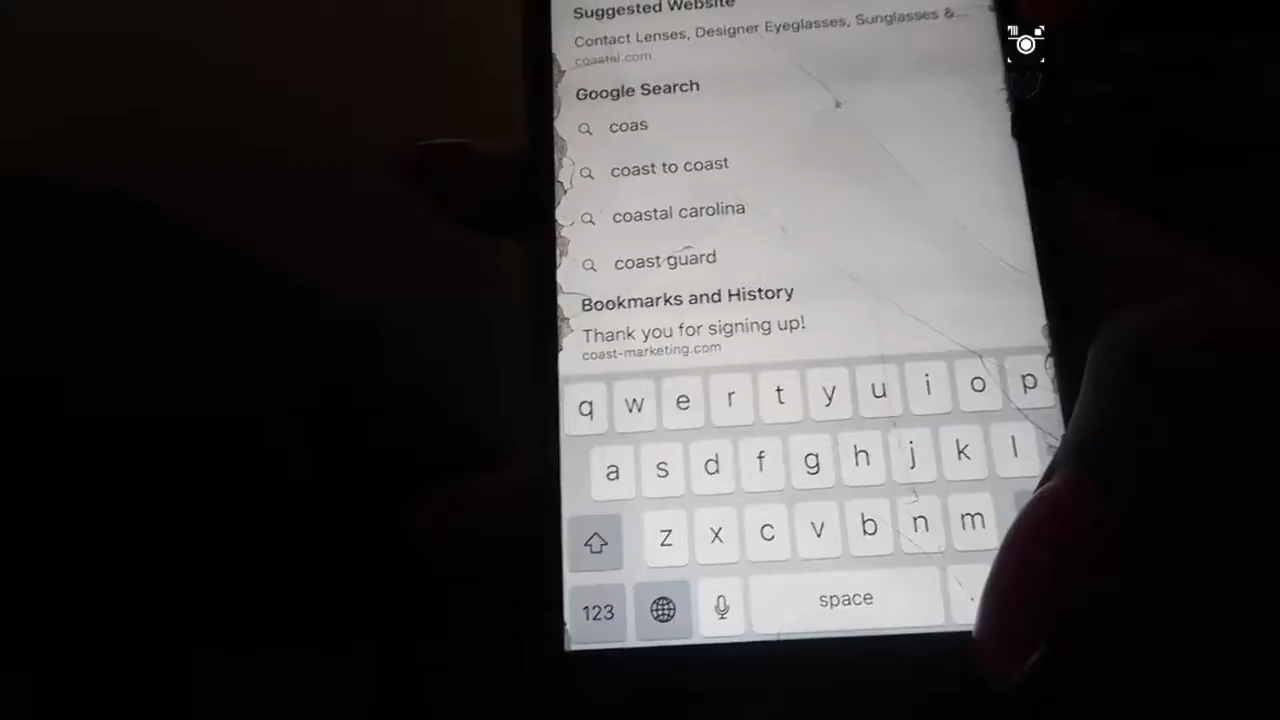 Suggested Website
Contact Lenses, Designer Eyeglasses, Sunglasses &...
coastal.com
Google Search
coas
coast to coast
coastal carolina
coast guard
Bookmarks and History
Thank you for signing up!
coast-marketing.com
q w e r t y u i o p
a s d f g h j k l
z x c v b n m
123 space .